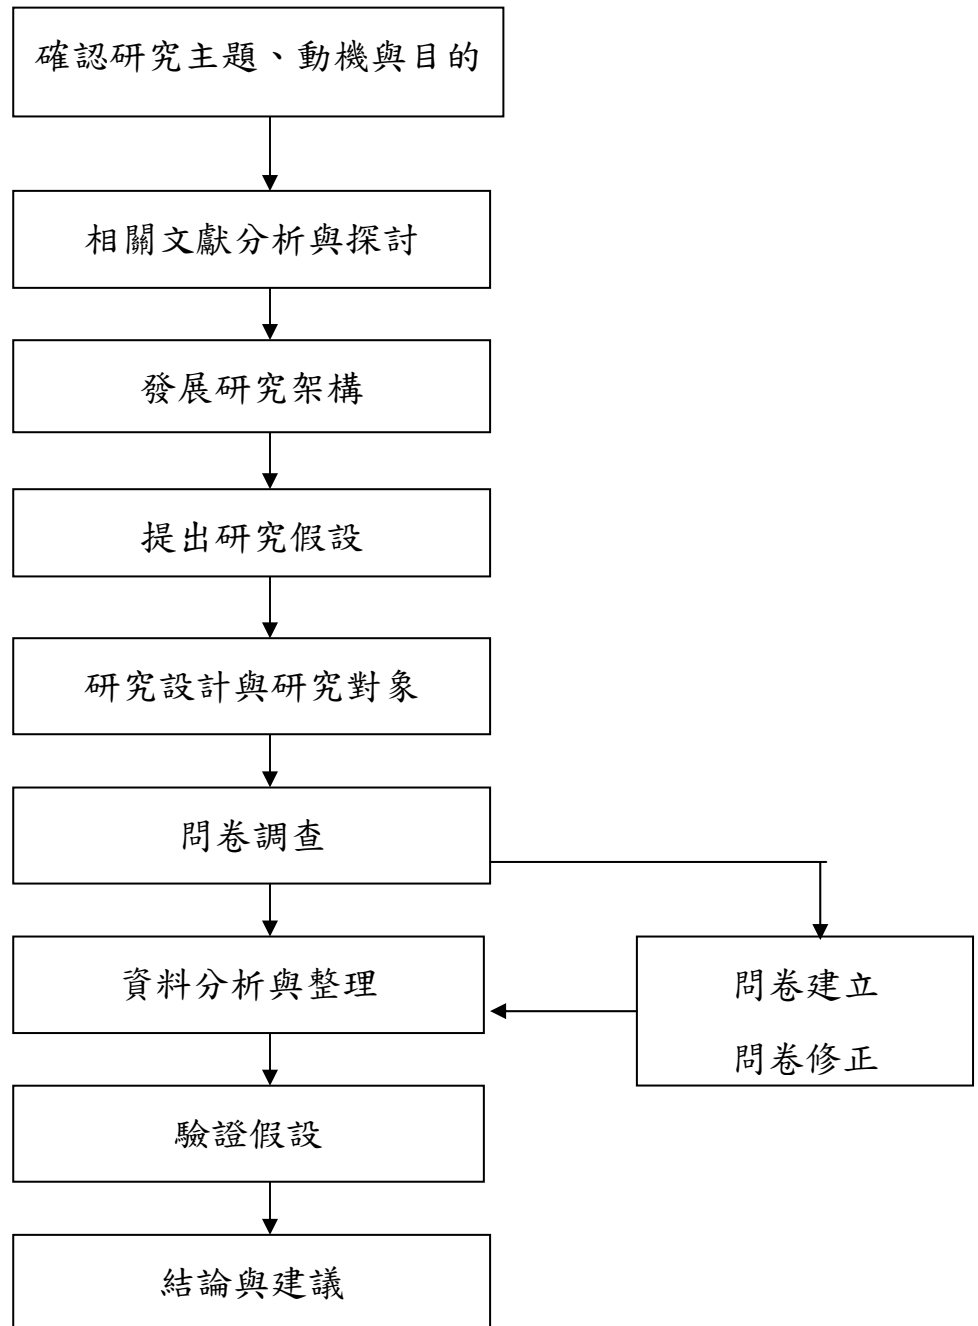 確認研究主題、動機與目的
相關文獻分析與探討
發展研究架構
提出研究假設
研究設計與研究對象
問卷調查
資料分析與整理
問卷建立
問卷修正
驗證假設
結論與建議